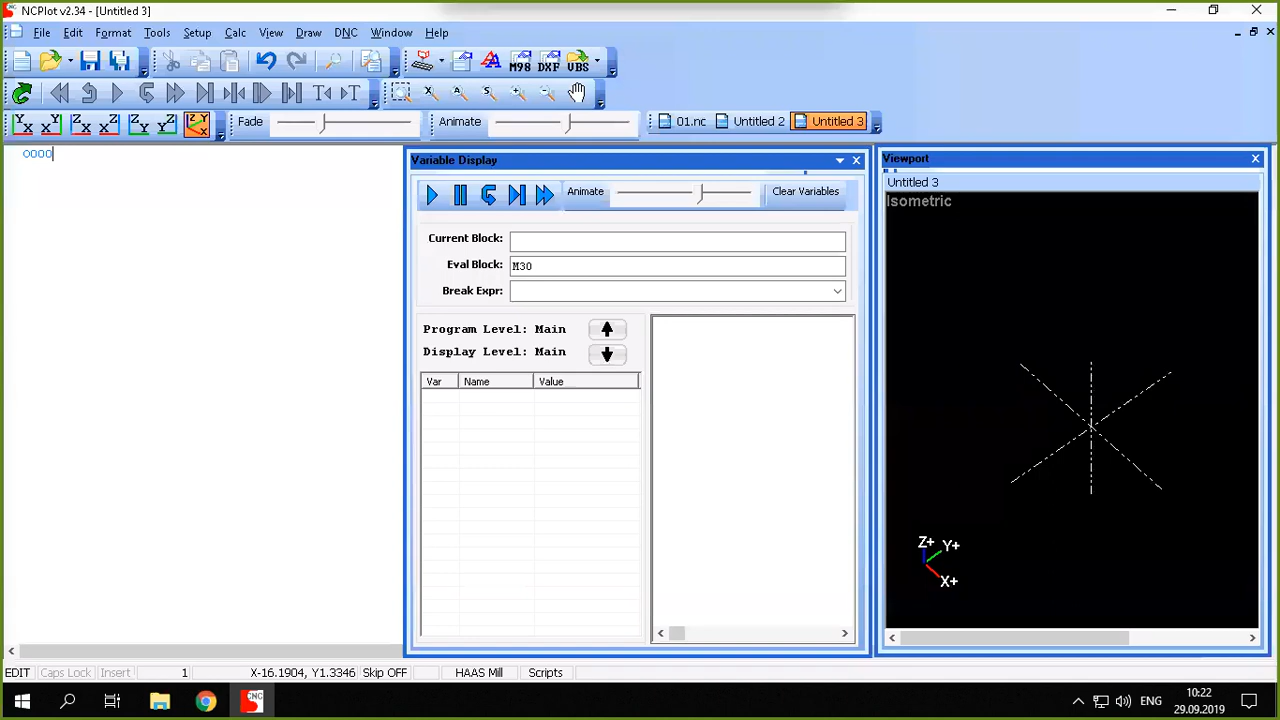 NCPlot v2.34 - [Untitled 3]
File Edit Format Tools Setup Calc View Draw DNC Window Help
M98 DXF VBS
Fade Animate 01.nc Untitled 2 Untitled 3
OOOO
Variable Display
Animate Clear Variables
Current Block:
Eval Block: M30
Break Expr:
Program Level: Main
Display Level: Main
Var Name Value
Viewport
Untitled 3
Isometric
Z+ Y+
X+
EDIT Caps Lock Insert 1 X-16.1904, Y1.3346 Skip OFF HAAS Mill Scripts
ENG
10:22
29.09.2019